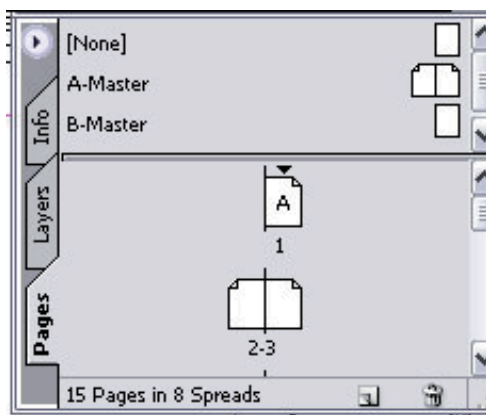 [None]
A-Master
B-Master
Info
Layers
Pages
A
1
2-3
15 Pages in 8 Spreads